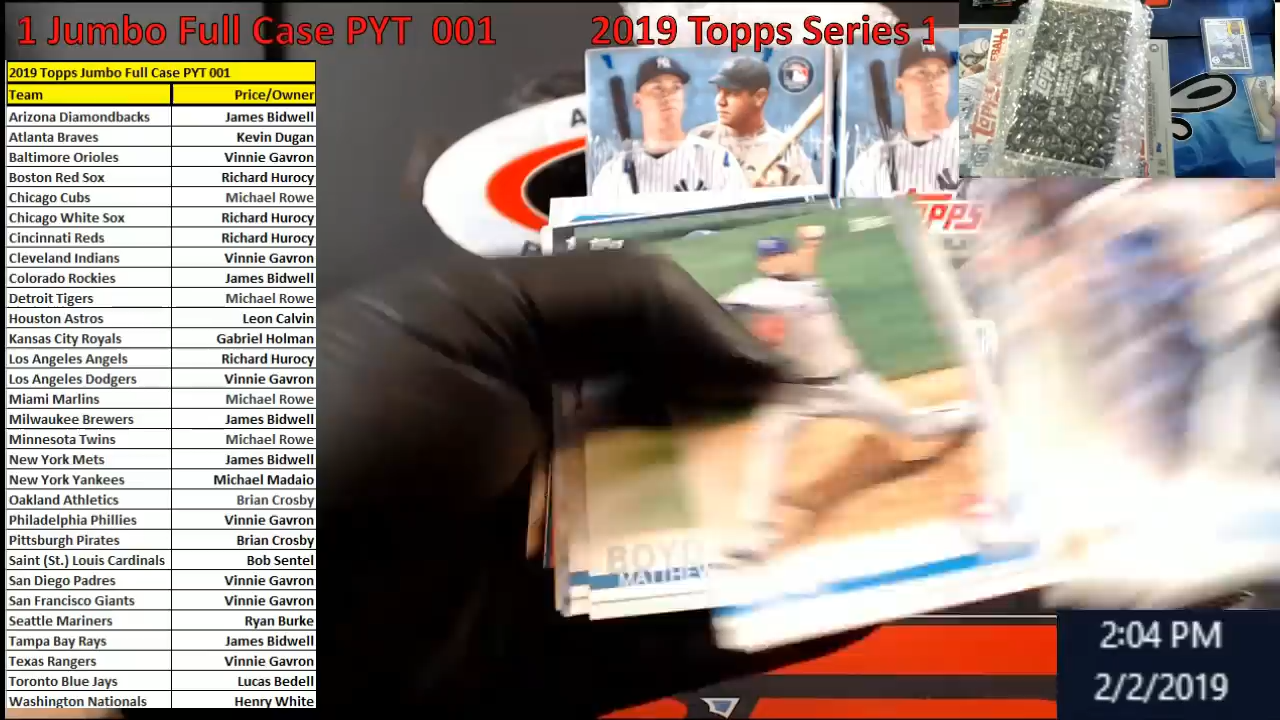 1 Jumbo Full Case PYT 001
2019 Topps Series 1
2019 Topps Jumbo Full Case PYT 001
Team Price/Owner
Arizona Diamondbacks James Bidwell
Atlanta Braves Kevin Dugan
Baltimore Orioles Vinnie Gavron
Boston Red Sox Richard Hurocy
Chicago Cubs Michael Rowe
Chicago White Sox Richard Hurocy
Cincinnati Reds Richard Hurocy
Cleveland Indians Vinnie Gavron
Colorado Rockies James Bidwell
Detroit Tigers Michael Rowe
Houston Astros Leon Calvin
Kansas City Royals Gabriel Holman
Los Angeles Angels Richard Hurocy
Los Angeles Dodgers Vinnie Gavron
Miami Marlins Michael Rowe
Milwaukee Brewers James Bidwell
Minnesota Twins Michael Rowe
New York Mets James Bidwell
New York Yankees Michael Madaio
Oakland Athletics Brian Crosby
Philadelphia Phillies Vinnie Gavron
Pittsburgh Pirates Brian Crosby
Saint (St.) Louis Cardinals Bob Sentel
San Diego Padres Vinnie Gavron
San Francisco Giants Vinnie Gavron
Seattle Mariners Ryan Burke
Tampa Bay Rays James Bidwell
Texas Rangers Vinnie Gavron
Toronto Blue Jays Lucas Bedell
Washington Nationals Henry White
BOYD
MATTHEW
2:04 PM
2/2/2019